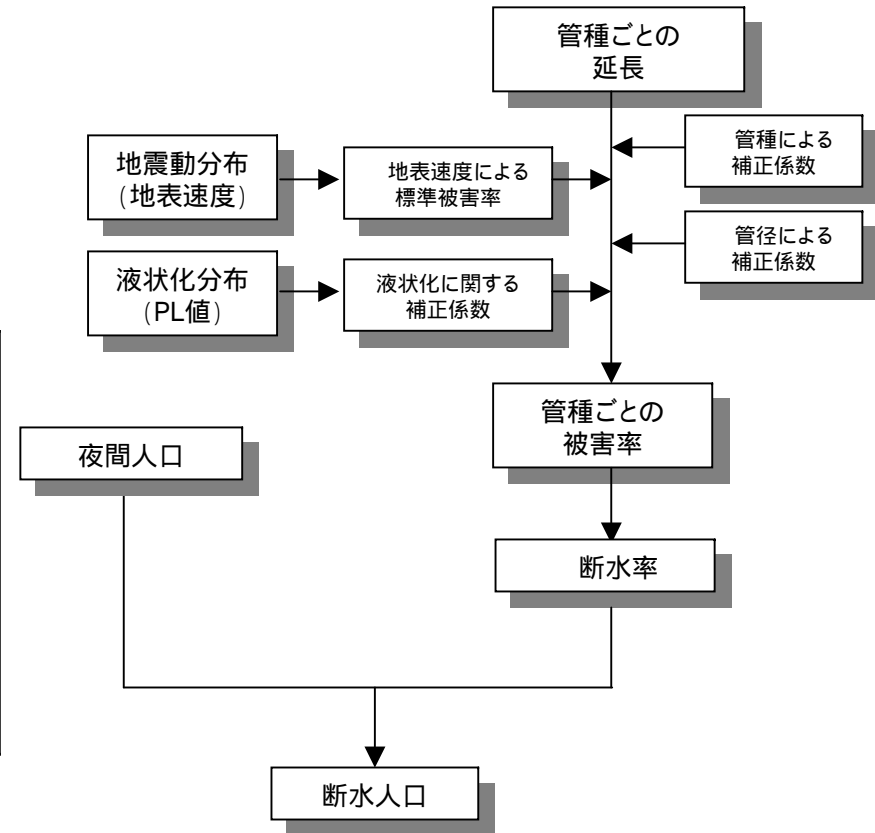 管種ごとの
延長
管種による
補正係数
地震動分布
(地表速度)
地表速度による
標準被害率
管径による
補正係数
液状化分布
(PL値)
液状化に関する
補正係数
管種ごとの
被害率
夜間人口
断水率
断水人口